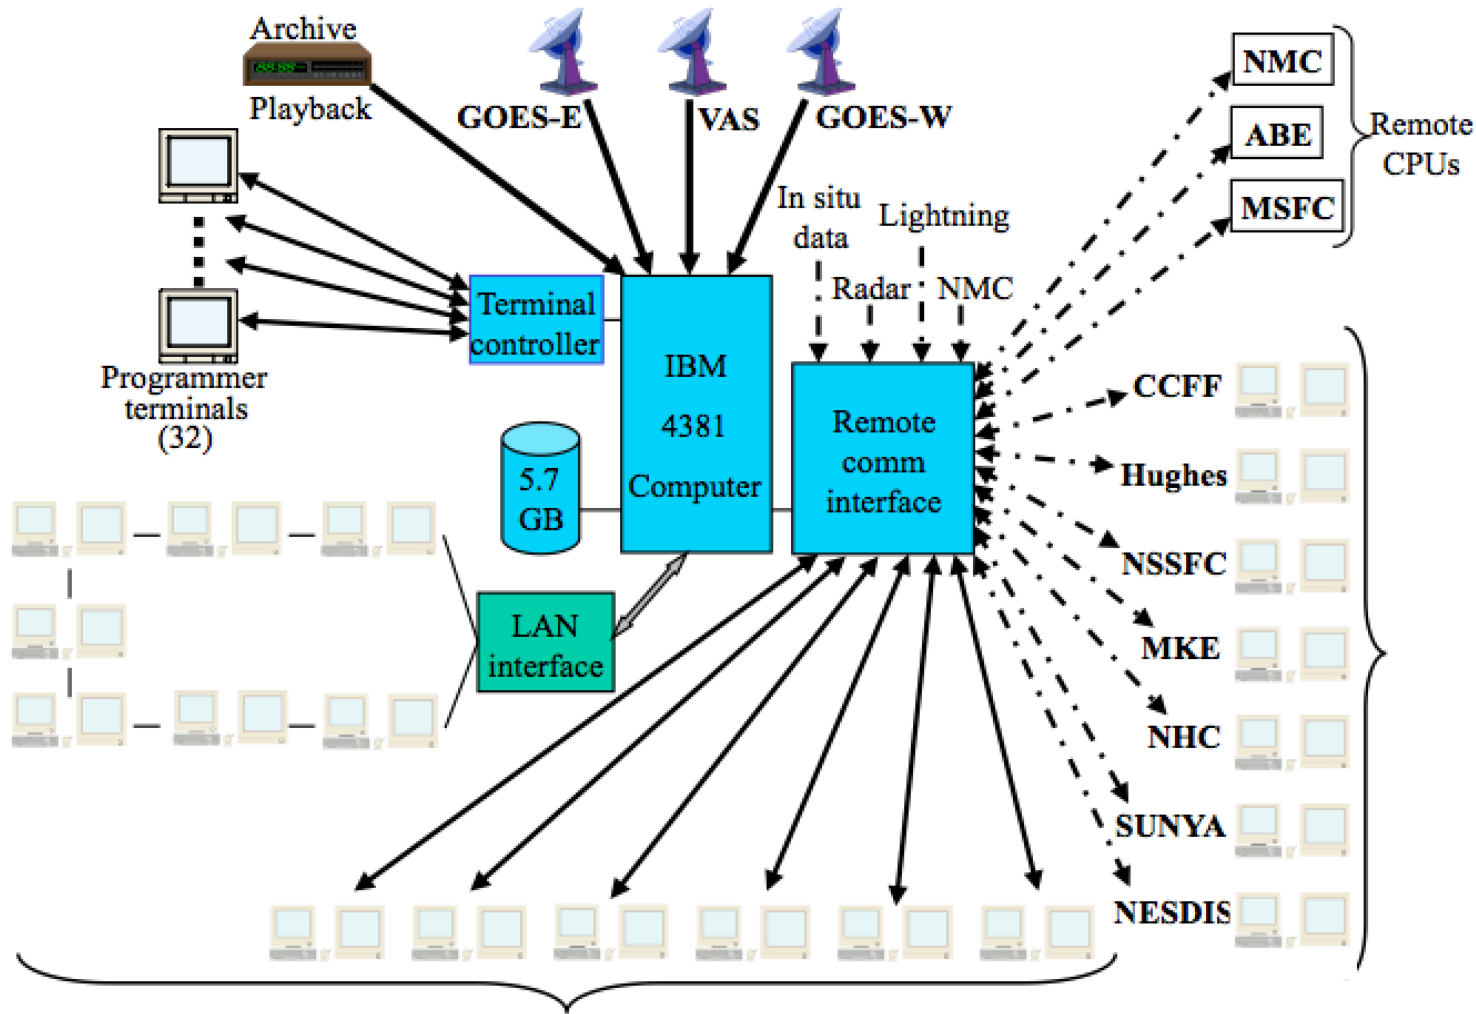 Archive
Playback
GOES-E
VAS
GOES-W
NMC
ABE
MSFC
Remote
CPUs
In situ
data
Lightning
Radar
NMC
Terminal
controller
Programmer
terminals
(32)
IBM
4381
Computer
5.7
GB
Remote
comm
interface
LAN
interface
CCFF
Hughes
NSSFC
MKE
NHC
SUNYA
NESDIS